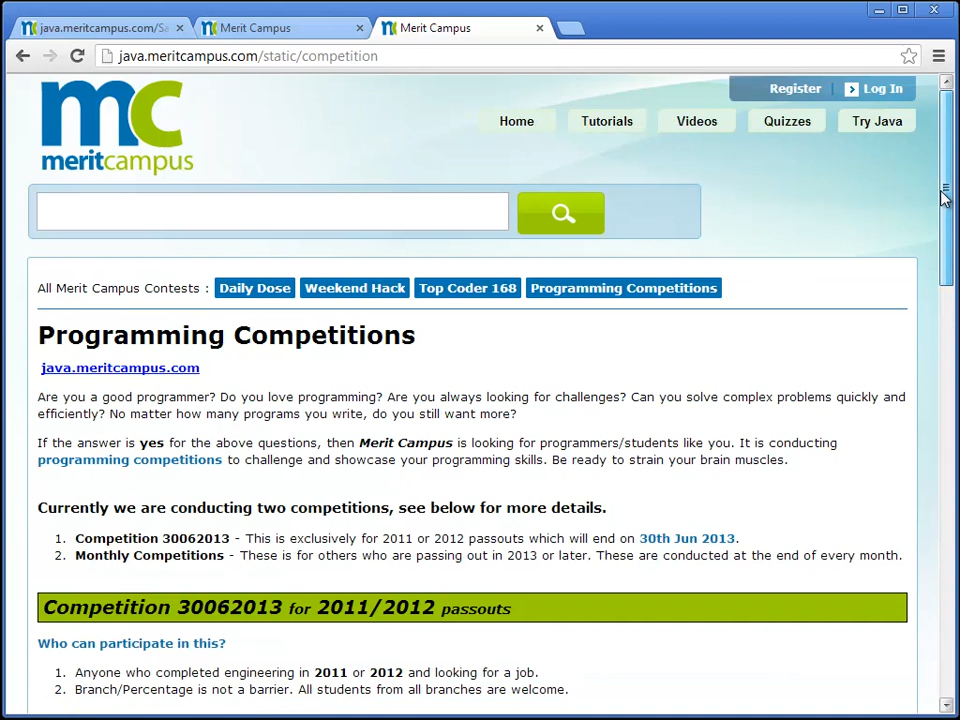 java.meritcampus.com/Sa
Merit Campus
Merit Campus
java.meritcampus.com/static/competition
mc
meritcampus
Register | Log In
Home Tutorials Videos Quizzes Try Java
All Merit Campus Contests : Daily Dose Weekend Hack Top Coder 168 Programming Competitions
Programming Competitions
java.meritcampus.com
Are you a good programmer? Do you love programming? Are you always looking for challenges? Can you solve complex problems quickly and
efficiently? No matter how many programs you write, do you still want more?
If the answer is yes for the above questions, then Merit Campus is looking for programmers/students like you. It is conducting
programming competitions to challenge and showcase your programming skills. Be ready to strain your brain muscles.
Currently we are conducting two competitions, see below for more details.
1. Competition 30062013 - This is exclusively for 2011 or 2012 passouts which will end on 30th Jun 2013.
2. Monthly Competitions - These is for others who are passing out in 2013 or later. These are conducted at the end of every month.
Competition 30062013 for 2011/2012 passouts
Who can participate in this?
1. Anyone who completed engineering in 2011 or 2012 and looking for a job.
2. Branch/Percentage is not a barrier. All students from all branches are welcome.